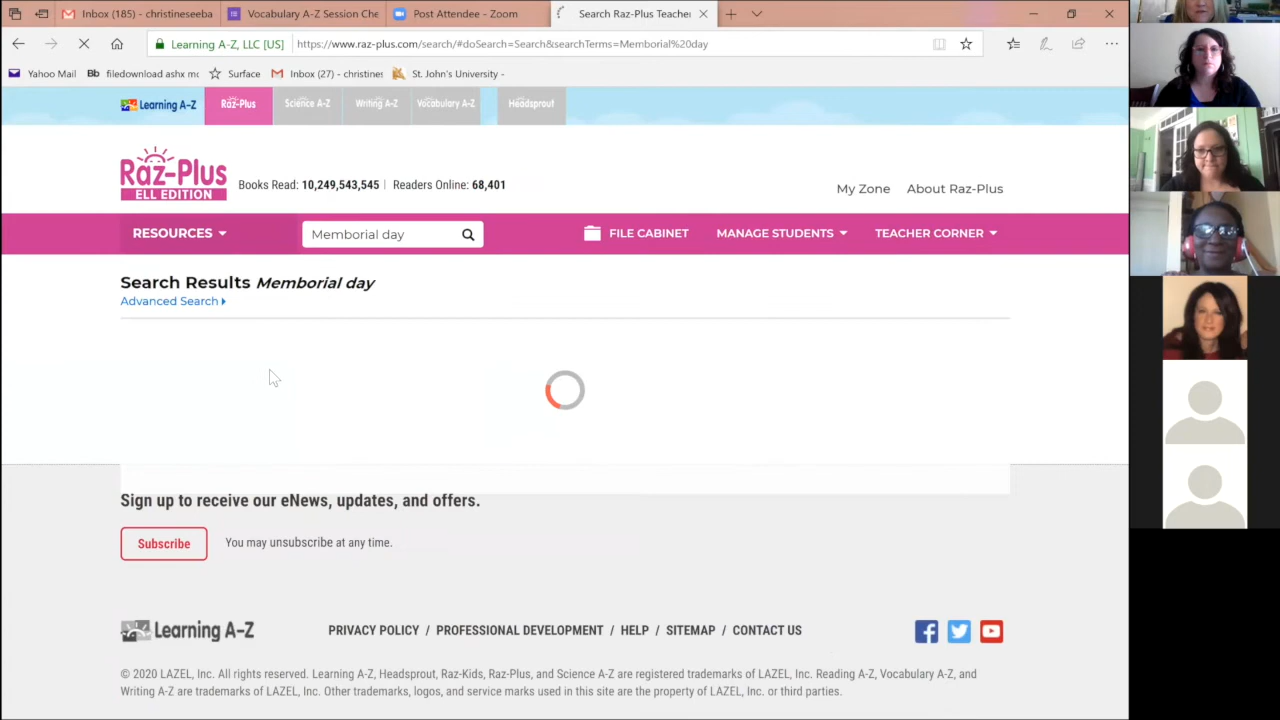 Inbox (185) - christineseeba
Vocabulary A-Z Session Che
Post Attendee - Zoom
Search Raz-Plus Teacher
Learning A-Z, LLC [US]
https://www.raz-plus.com/search/#doSearch=Search&searchTerms=Memorial%20day
Yahoo Mail
Bb filedownload ashx mo
Surface
Inbox (27) - christines
St. John's University -
Learning A-Z
Raz-Plus
Science A-Z
Writing A-Z
Vocabulary A-Z
Headsprout
Raz-Plus
ELL EDITION
Books Read: 10,249,543,545 | Readers Online: 68,401
My Zone
About Raz-Plus
RESOURCES
Memorial day
FILE CABINET
MANAGE STUDENTS
TEACHER CORNER
Search Results Memorial day
Advanced Search
Sign up to receive our eNews, updates, and offers.
Subscribe
You may unsubscribe at any time.
Learning A-Z
PRIVACY POLICY / PROFESSIONAL DEVELOPMENT / HELP / SITEMAP / CONTACT US
© 2020 LAZEL, Inc. All rights reserved. Learning A-Z, Headsprout, Raz-Kids, Raz-Plus, and Science A-Z are registered trademarks of LAZEL, Inc. Reading A-Z, Vocabulary A-Z, and
Writing A-Z are trademarks of LAZEL, Inc. Other trademarks, logos, and service marks used in this site are the property of LAZEL, Inc. or third parties.